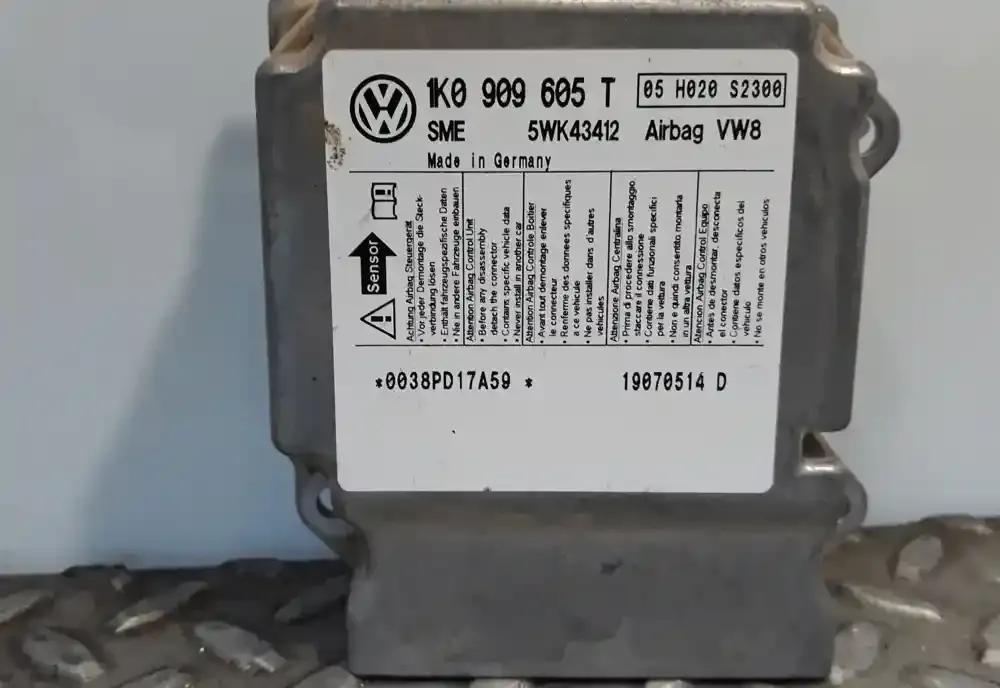 1K0 909 605 T
05 H020 S2300
SME 5WK43412 Airbag VW8
Made in Germany
Sensor
Achtung Airbag Steuergerät
• Vor jeder Demontage die Steck-
verbindung lösen
• Enthält fahrzeugspezifische Daten
• Nie in andere Fahrzeuge einbauen
Attention Airbag Control Unit
• Before any disassembly
detach the connector
• Contains specific vehicle data
• Never install in another car
Attention Airbag Controle Boitier
• Avant tout demontage enlever
le connecteur
• Renferme des donnees specifiques
a ce vehicule
• Ne pas installer dans d'autres
vehicules
Attenzione Airbag Centralina
• Prima di procedere allo smontaggio
staccare il connessione
• Contiene dati funzionali specifici
per la vettura
• Non e quindi consentito montarla
in un altra vettura
Atencion Airbag Control Equipo
• Antes de desmontar, desconecta
el conector
• Contiene datos especificos del
vehiculo
• No se monte en otros vehiculos
*0038PD17A59 * 19070514 D